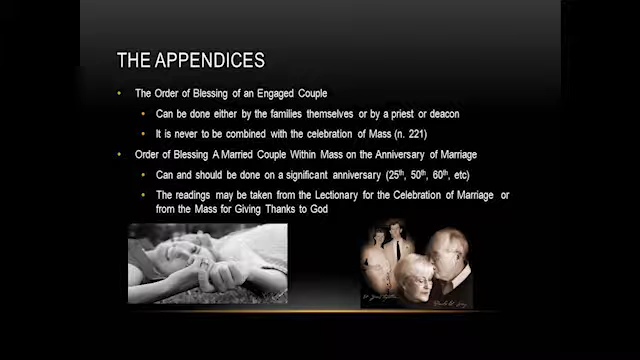 THE APPENDICES
• The Order of Blessing of an Engaged Couple
• Can be done either by the families themselves or by a priest or deacon
• It is never to be combined with the celebration of Mass (n. 221)
• Order of Blessing A Married Couple Within Mass on the Anniversary of Marriage
• Can and should be done on a significant anniversary (25th, 50th, 60th, etc)
• The readings may be taken from the Lectionary for the Celebration of Marriage or
from the Mass for Giving Thanks to God